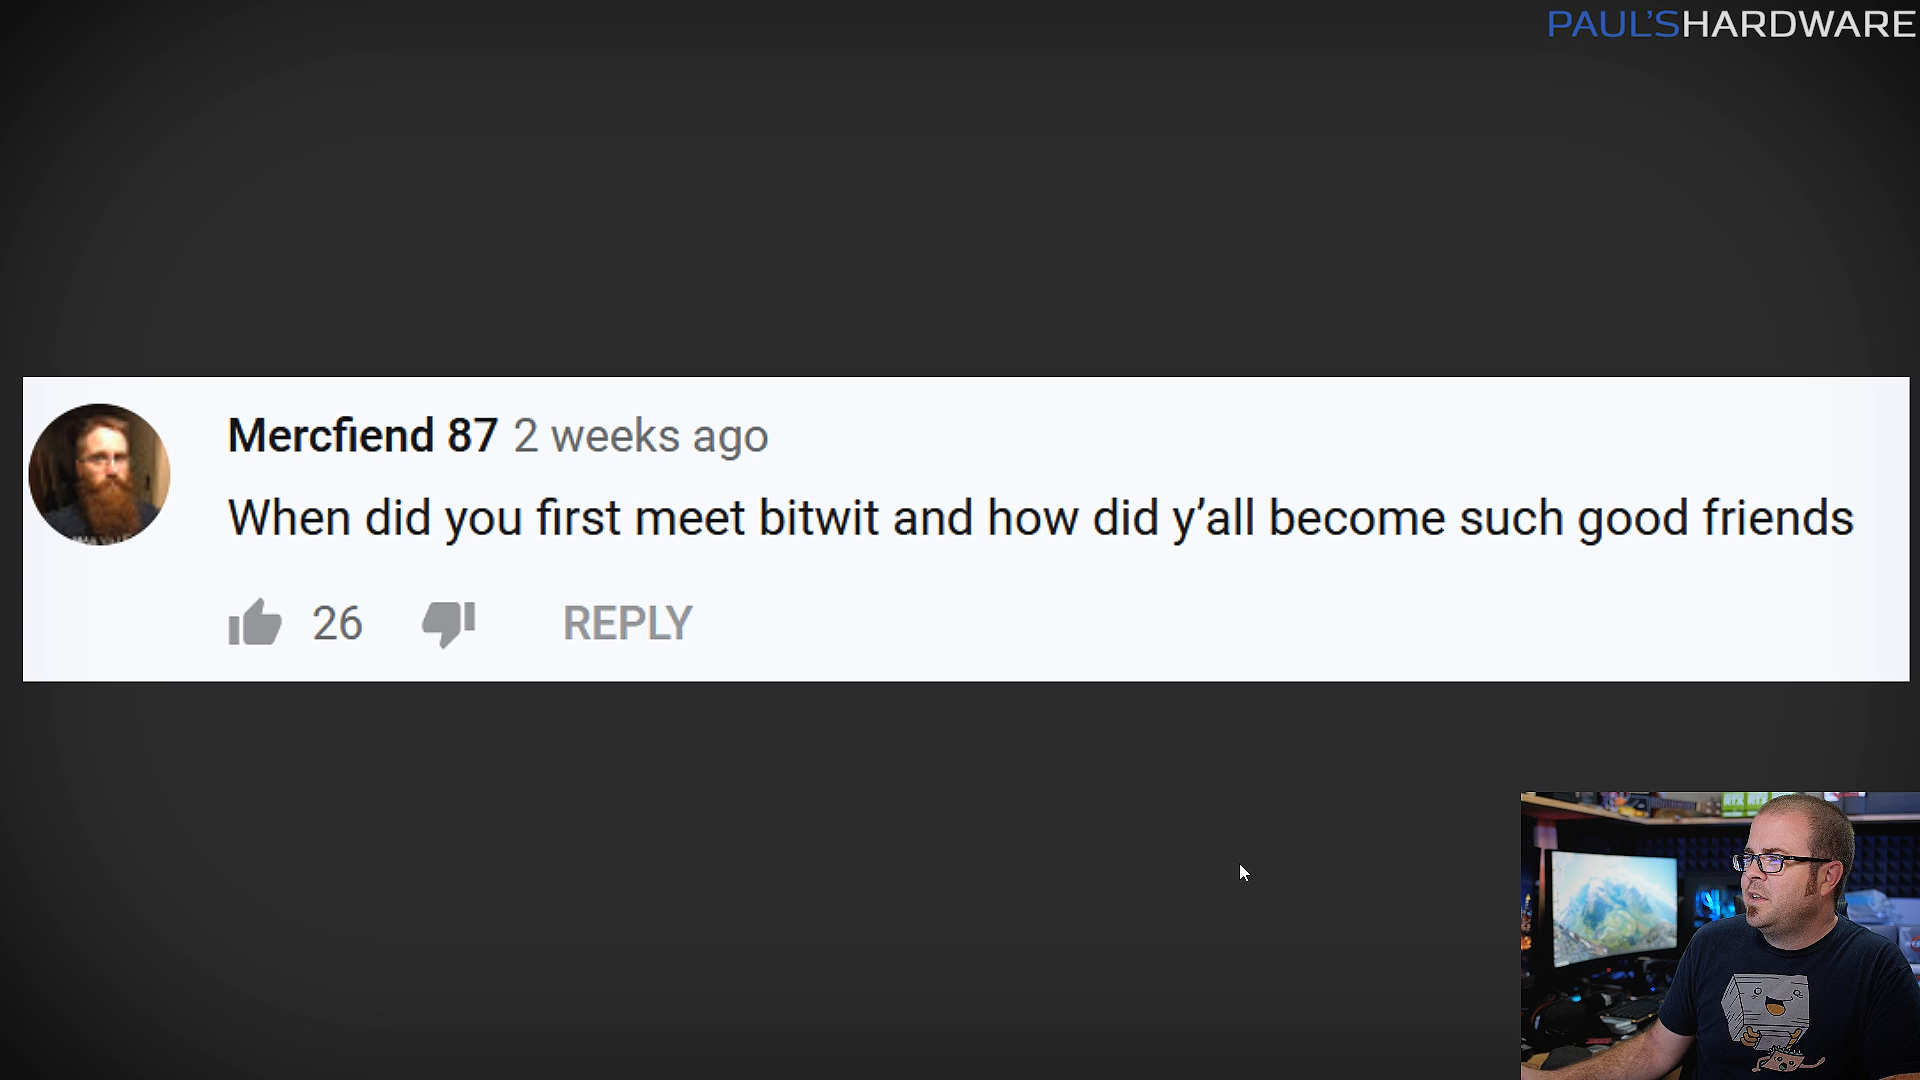 PAUL'SHARDWARE
Mercfiend 87 2 weeks ago
When did you first meet bitwit and how did y’all become such good friends
26 REPLY